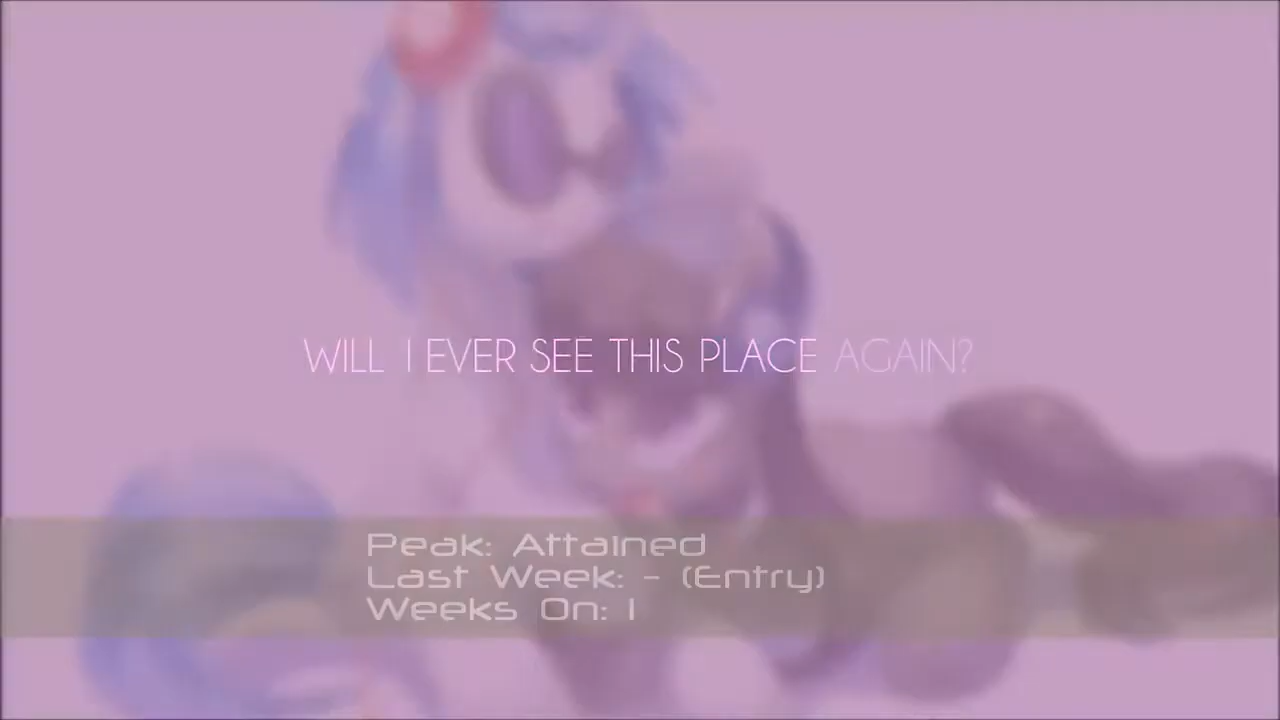 WILL I EVER SEE THIS PLACE AGAIN?
Peak: Attained
Last Week: - (Entry)
Weeks On: 1